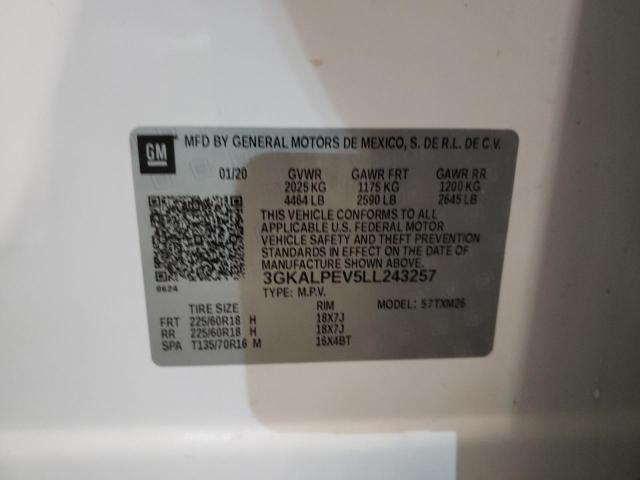 GM
MFD BY GENERAL MOTORS DE MEXICO, S. DE R.L. DE C.V.
01/20 GVWR GAWR FRT GAWR RR
2025 KG 1175 KG 1200 KG
4464 LB 2590 LB 2645 LB
THIS VEHICLE CONFORMS TO ALL
APPLICABLE U.S. FEDERAL MOTOR
VEHICLE SAFETY AND THEFT PREVENTION
STANDARDS IN EFFECT ON THE DATE OF
MANUFACTURE SHOWN ABOVE.
3GKALPEV5LL243257
8624
TYPE: M.P.V.
MODEL: 57TXM26
TIRE SIZE RIM
FRT 225/60R18 H 18X7J
RR 225/60R18 H 18X7J
SPA T135/70R16 M 16X4BT